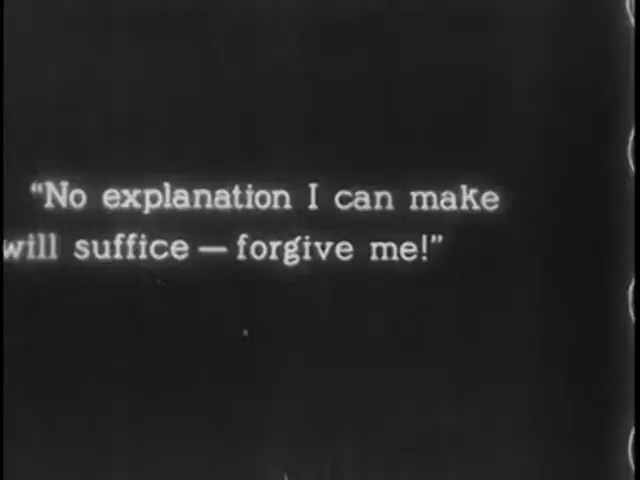 “No explanation I can make
will suffice — forgive me!”